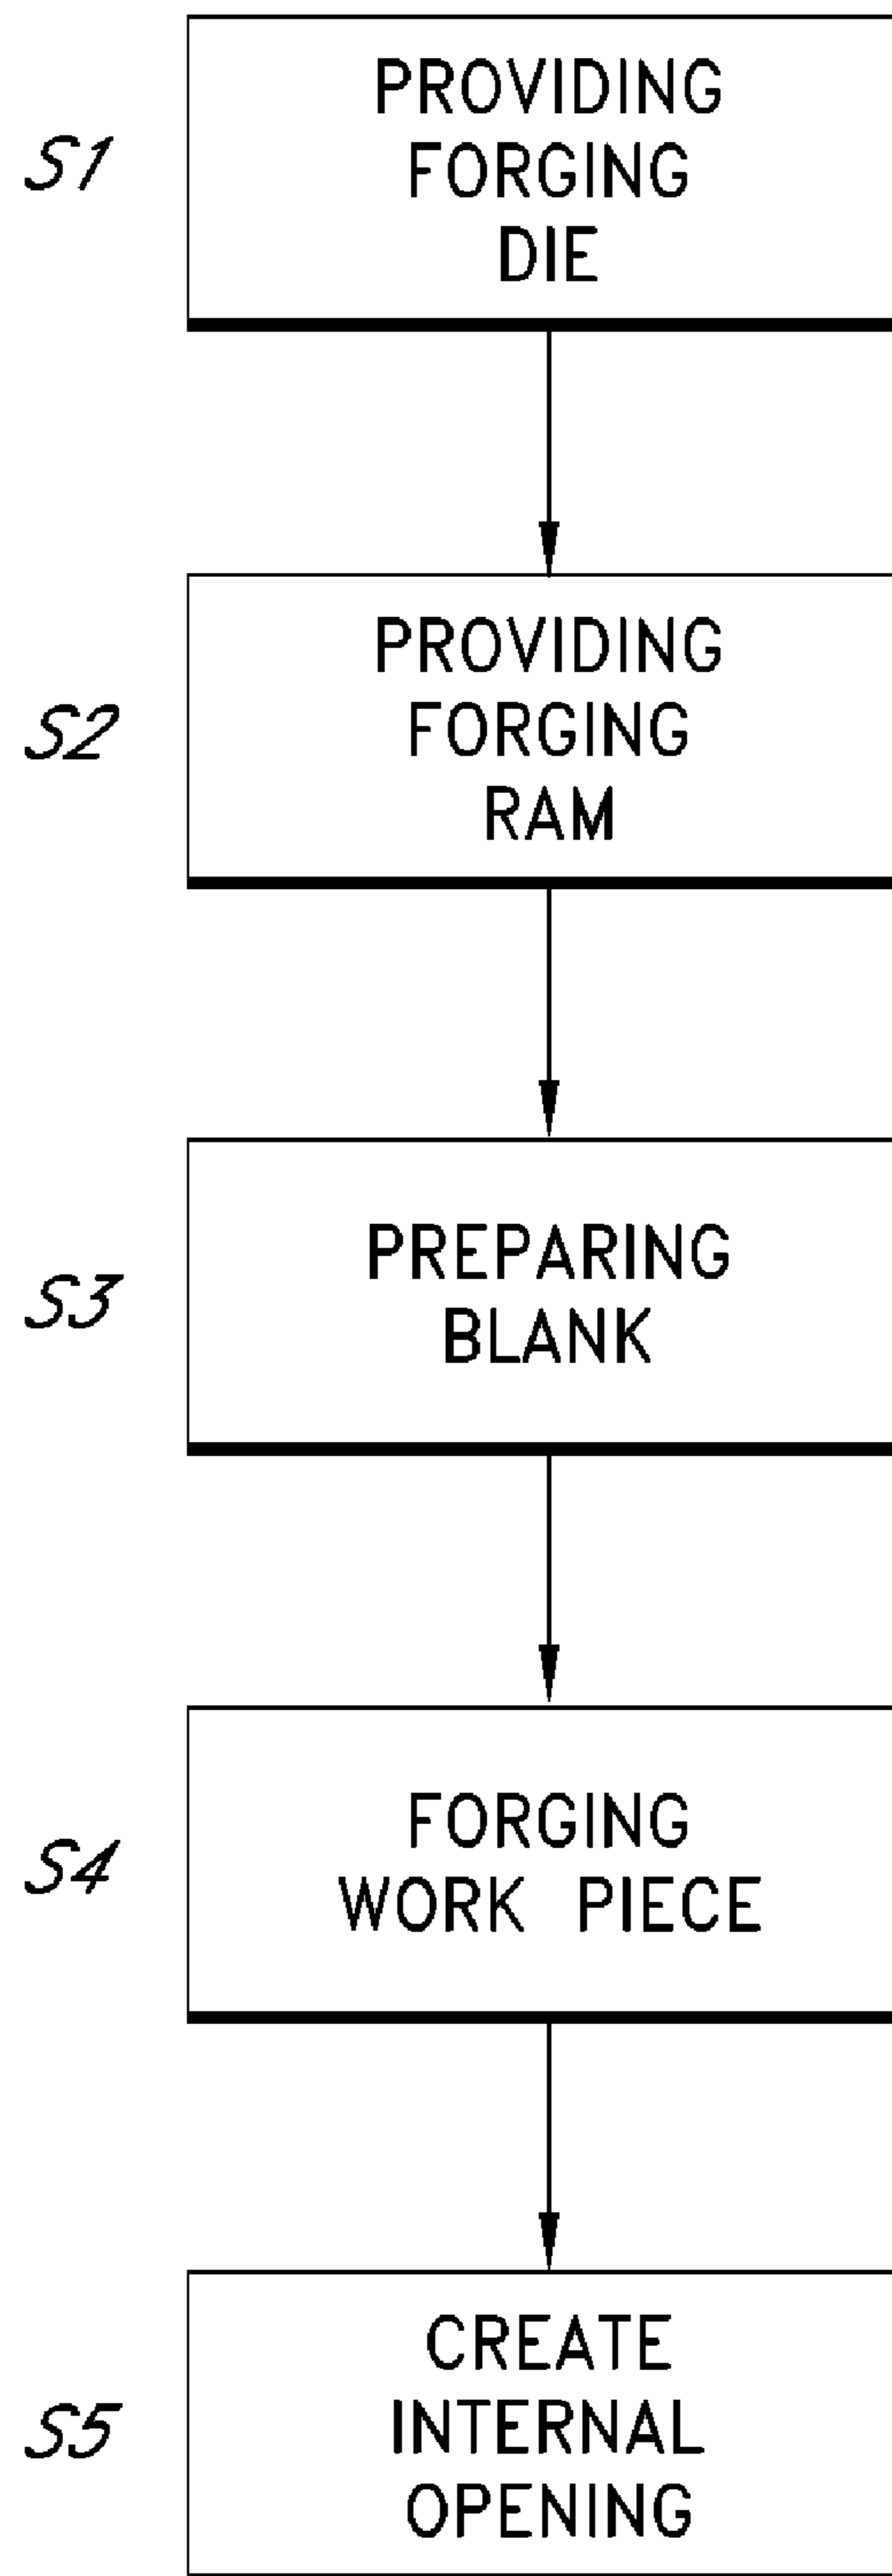 S1
PROVIDING
FORGING
DIE
S2
PROVIDING
FORGING
RAM
S3
PREPARING
BLANK
S4
FORGING
WORK PIECE
S5
CREATE
INTERNAL
OPENING